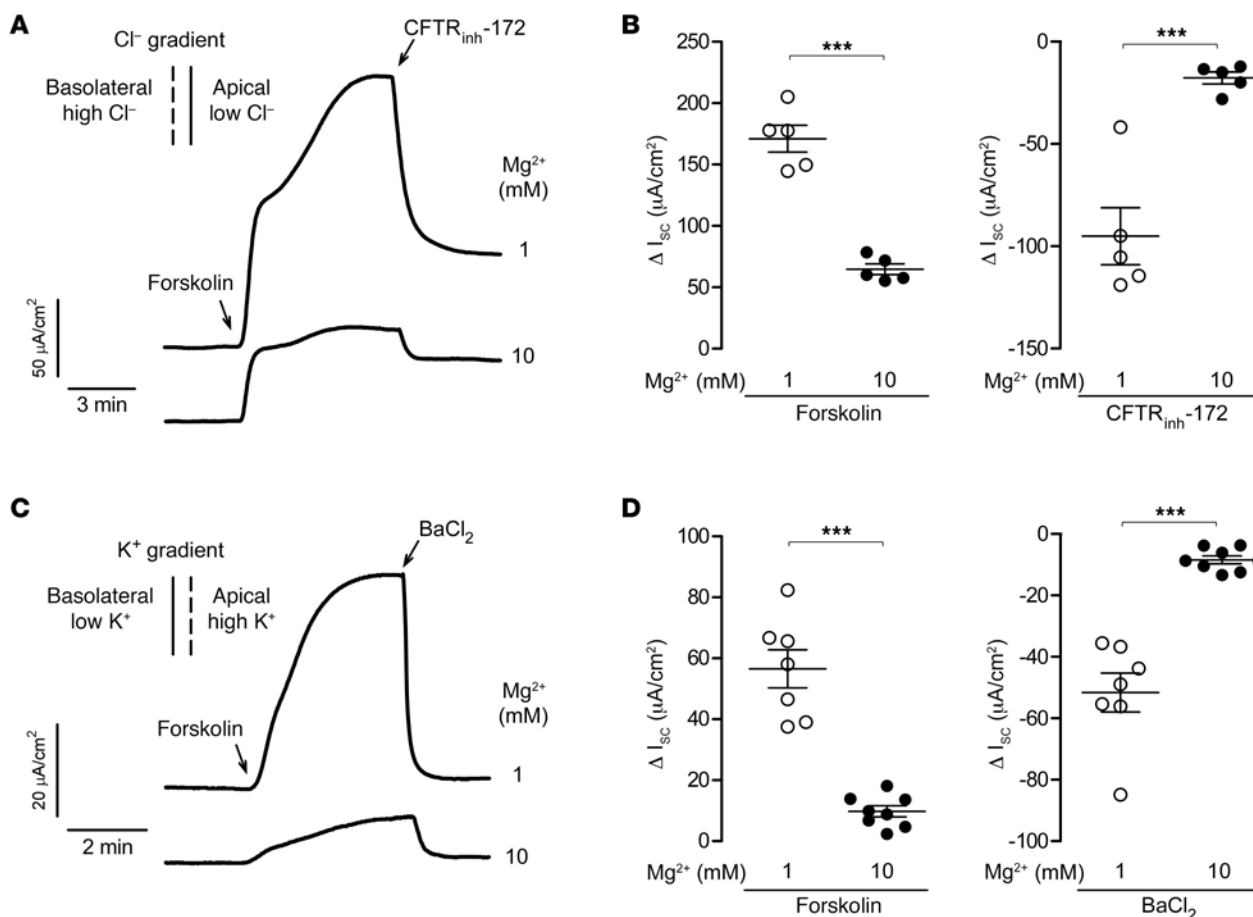 A
Cl⁻ gradient
Basolateral
high Cl⁻
Apical
low Cl⁻
CFTRinh-172
Mg²⁺
(mM)
1
Forskolin
10
50 µA/cm²
3 min
B
250
200
150
100
50
0
Δ ISC (µA/cm²)
***
Mg²⁺ (mM) 1 10
Forskolin
0
-50
-100
-150
Δ ISC (µA/cm²)
***
Mg²⁺ (mM) 1 10
CFTRinh-172
C
K⁺ gradient
Basolateral
low K⁺
Apical
high K⁺
BaCl₂
Mg²⁺
(mM)
Forskolin
1
10
20 µA/cm²
2 min
D
100
80
60
40
20
0
Δ ISC (µA/cm²)
***
Mg²⁺ (mM) 1 10
Forskolin
0
-20
-40
-60
-80
-100
Δ ISC (µA/cm²)
***
Mg²⁺ (mM) 1 10
BaCl₂